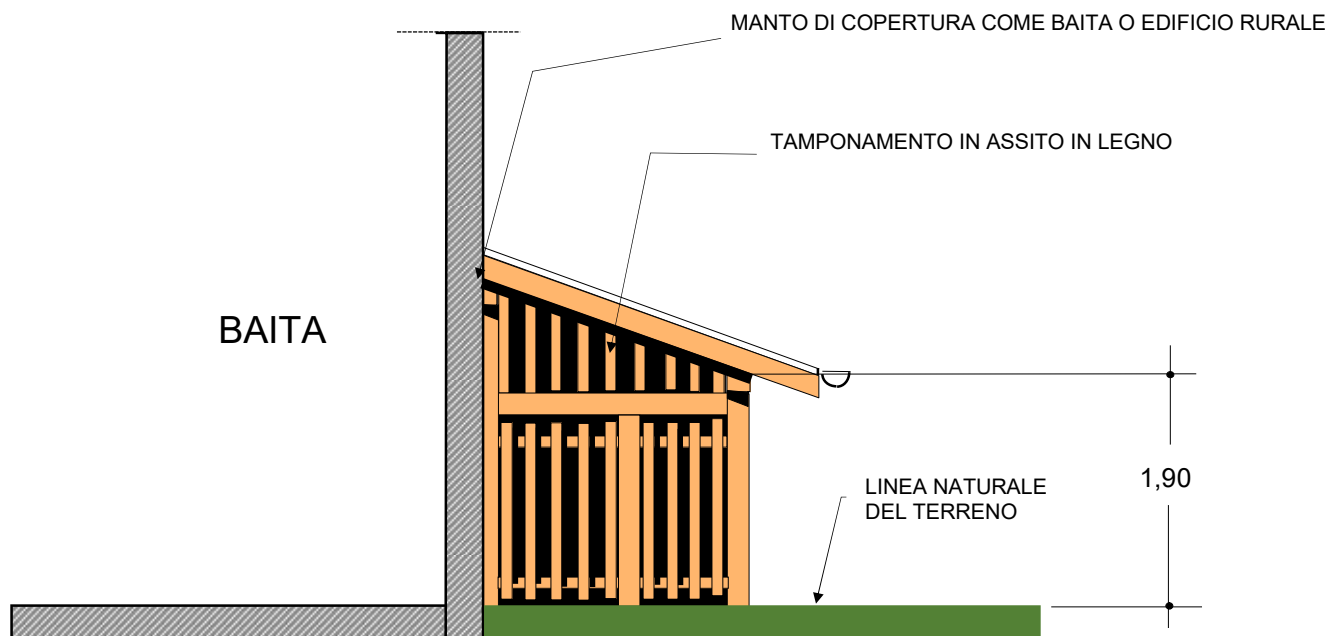 MANTO DI COPERTURA COME BAITA O EDIFICIO RURALE
TAMPONAMENTO IN ASSITO IN LEGNO
BAITA
LINEA NATURALE
DEL TERRENO
1,90